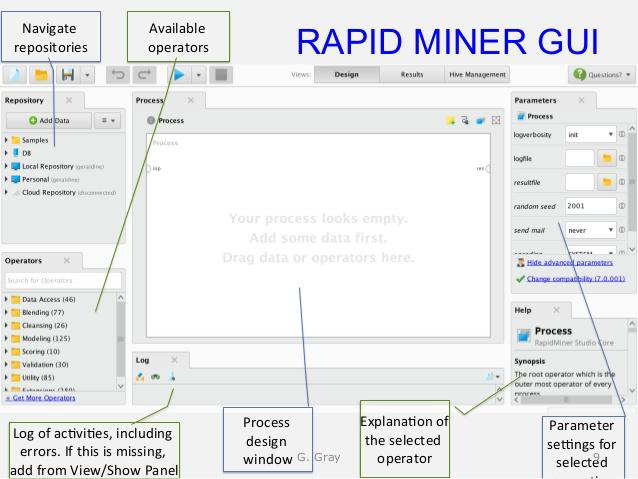 Navigate
repositories
Available
operators
RAPID MINER GUI
Views:
Design
Results
Hive Management
Questions?
Repository
Add Data
Samples
DB
Local Repository (geraldine)
Personal (geraldine)
Cloud Repository (disconnected)
Operators
Search for Operators
Data Access (46)
Blending (77)
Cleansing (26)
Modeling (125)
Scoring (10)
Validation (30)
Utility (85)
Extensions (280)
Get More Operators
Process
Process
Process
inp
res
Your process looks empty.
Add some data first.
Drag data or operators here.
Log
Parameters
Process
logverbosity
init
logfile
resultfile
random seed
2001
send mail
never
encoding
SYSTEM
Hide advanced parameters
Change compatibility (7.0.001)
Help
Process
RapidMiner Studio Core
Synopsis
The root operator which is the
outer most operator of every
process
Log of activities, including
errors. If this is missing,
add from View/Show Panel
Process
design
window
G. Gray
Explanation of
the selected
operator
Parameter
settings for
selected
9